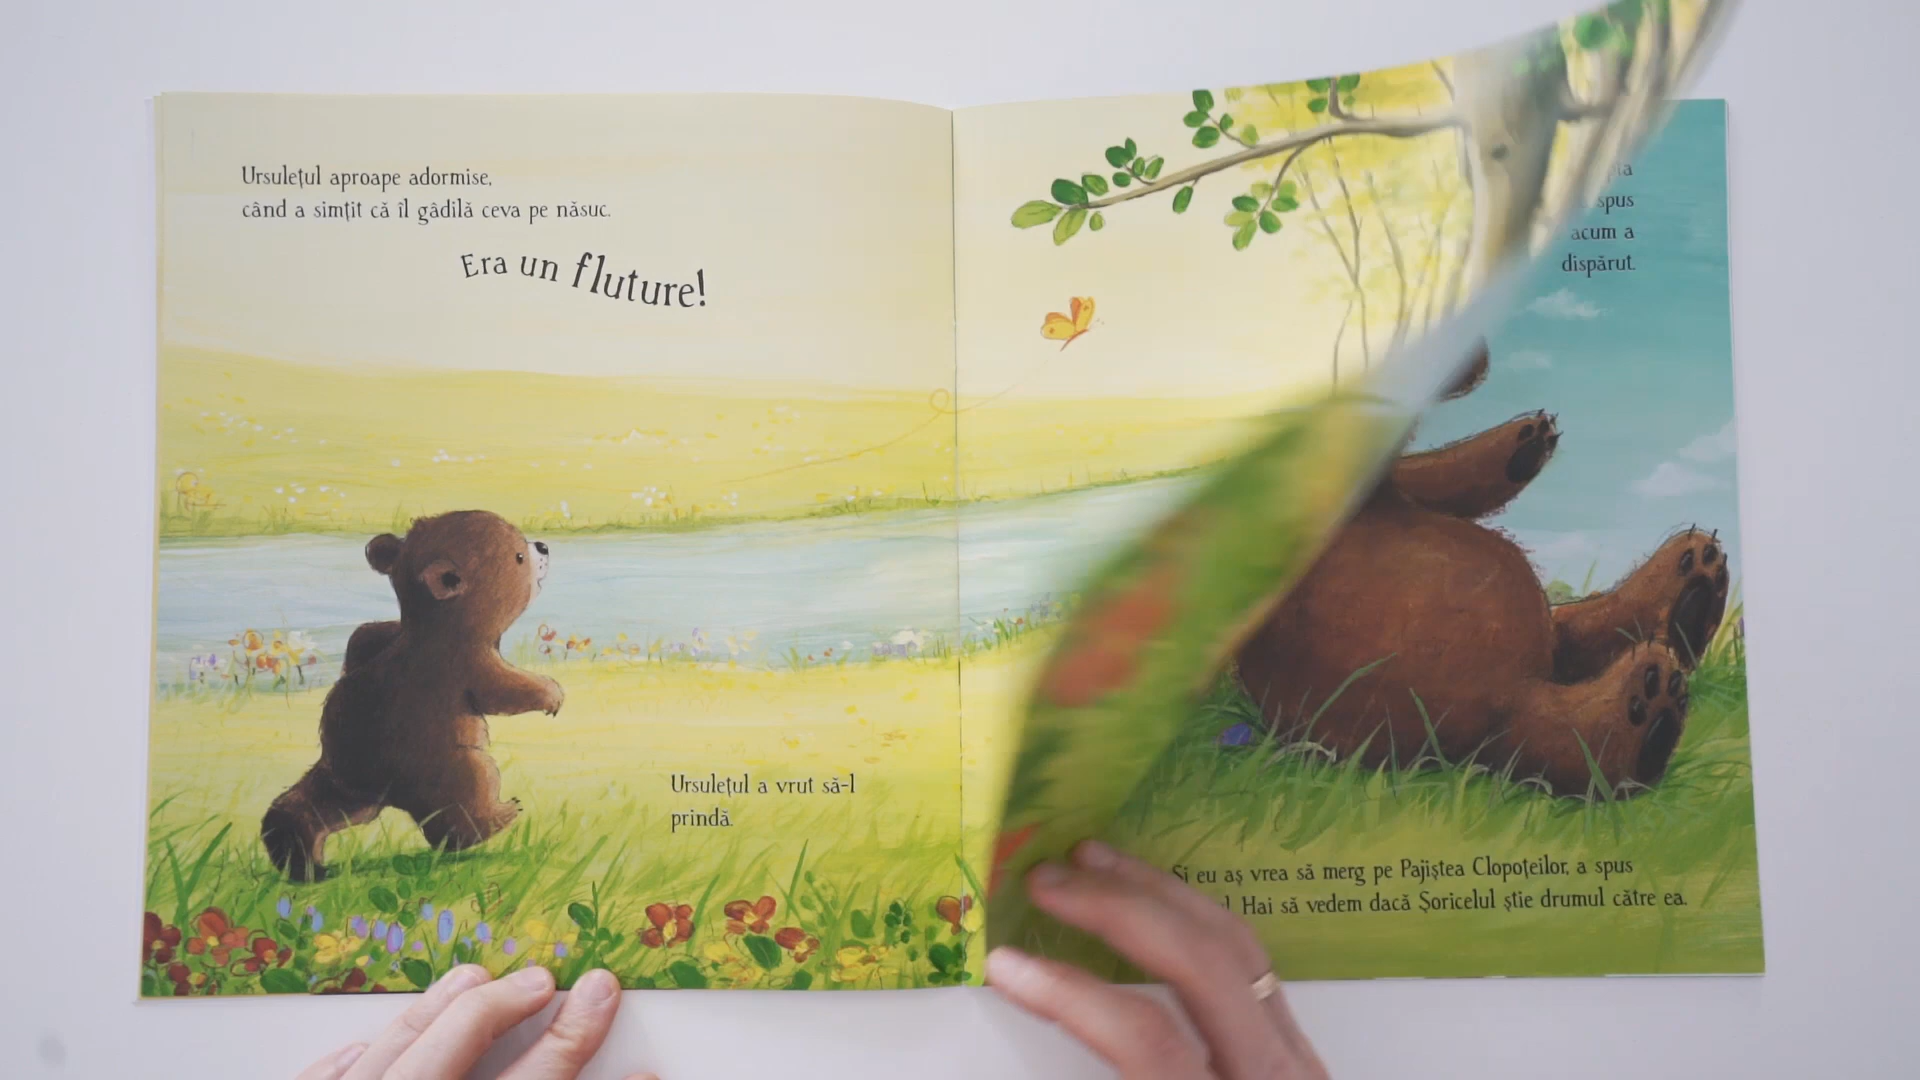 Ursulețul aproape adormise,
când a simțit că îl gâdilă ceva pe năsuc.
Era un fluture!
Ursulețul a vrut să-l
prindă.
spus
acum a
dispărut.
Și eu aș vrea să merg pe Pajiștea Clopoțeilor, a spus
Hai să vedem dacă Șoricelul știe drumul către ea.